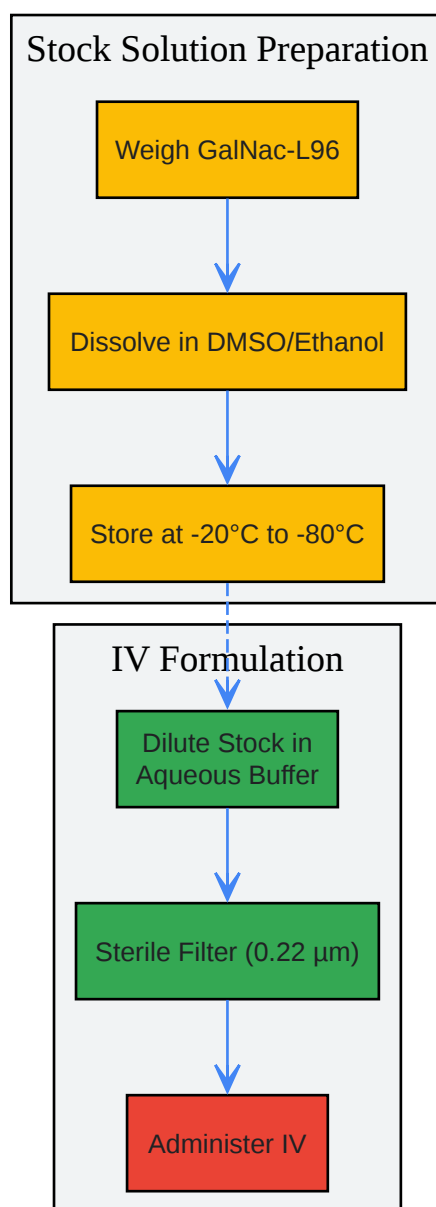 Stock Solution Preparation
Weigh GalNac-L96
Dissolve in DMSO/Ethanol
Store at -20°C to -80°C
IV Formulation
Dilute Stock in
Aqueous Buffer
Sterile Filter (0.22 µm)
Administer IV